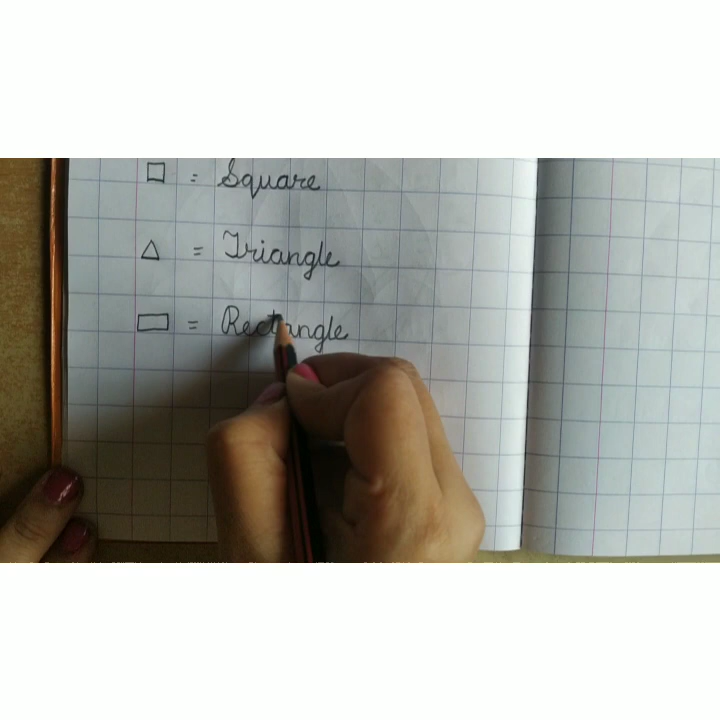 □ = Square
△ = Triangle
▭ = Rectangle